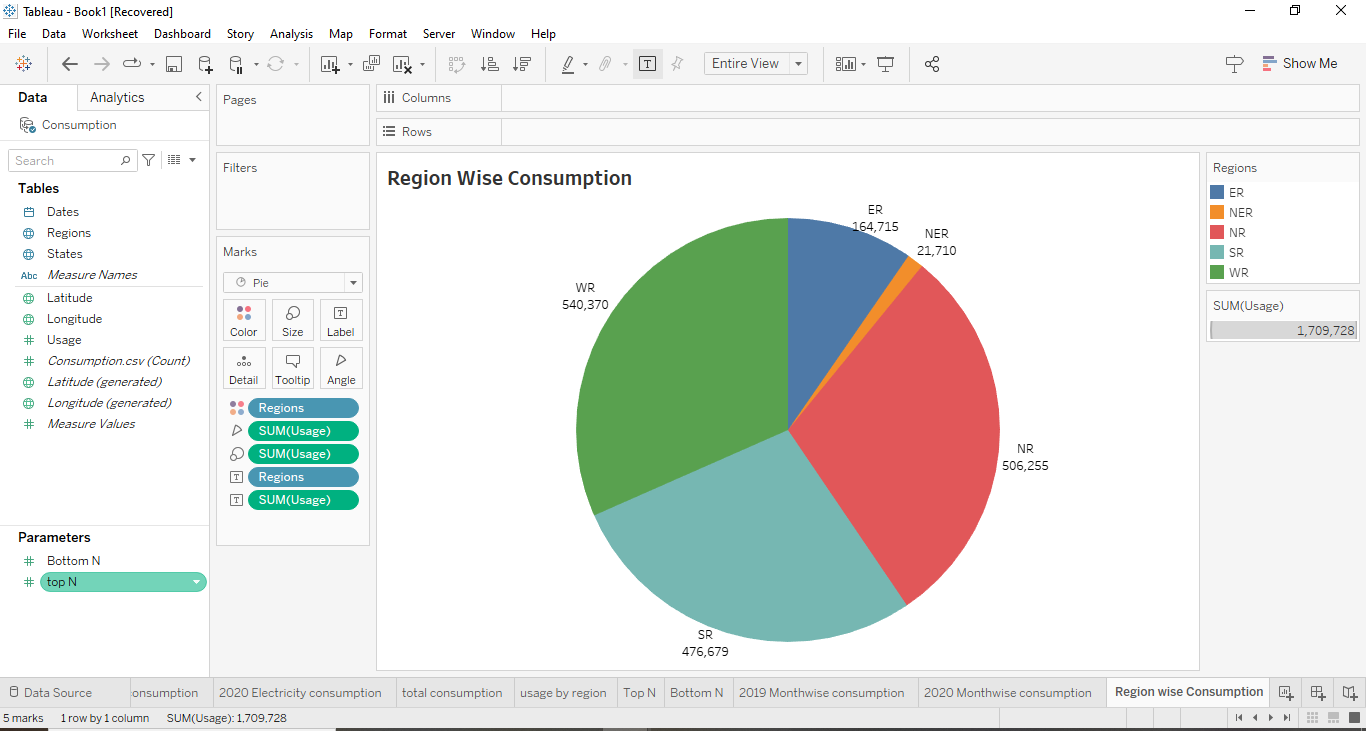 Tableau - Book1 [Recovered]
File Data Worksheet Dashboard Story Analysis Map Format Server Window Help
T Entire View Show Me
Data Analytics
Consumption
Search
Tables
Dates
Regions
States
Abc Measure Names
Latitude
Longitude
Usage
Consumption.csv (Count)
Latitude (generated)
Longitude (generated)
Measure Values
Parameters
Bottom N
top N
Pages
Filters
Marks
Pie
Color Size Label
Detail Tooltip Angle
Regions
SUM(Usage)
SUM(Usage)
Regions
SUM(Usage)
Columns
Rows
Region Wise Consumption
ER
164,715
NER
21,710
WR
540,370
NR
506,255
SR
476,679
Regions
ER
NER
NR
SR
WR
SUM(Usage)
1,709,728
Data Source onsumption 2020 Electricity consumption total consumption usage by region Top N Bottom N 2019 Monthwise consumption 2020 Monthwise consumption Region wise Consumption
5 marks 1 row by 1 column SUM(Usage): 1,709,728